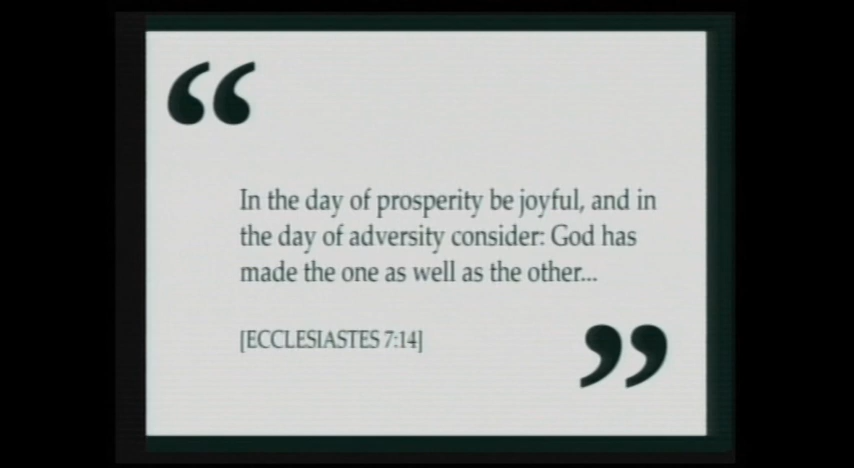 “
In the day of prosperity be joyful, and in
the day of adversity consider: God has
made the one as well as the other...
[ECCLESIASTES 7:14]
”